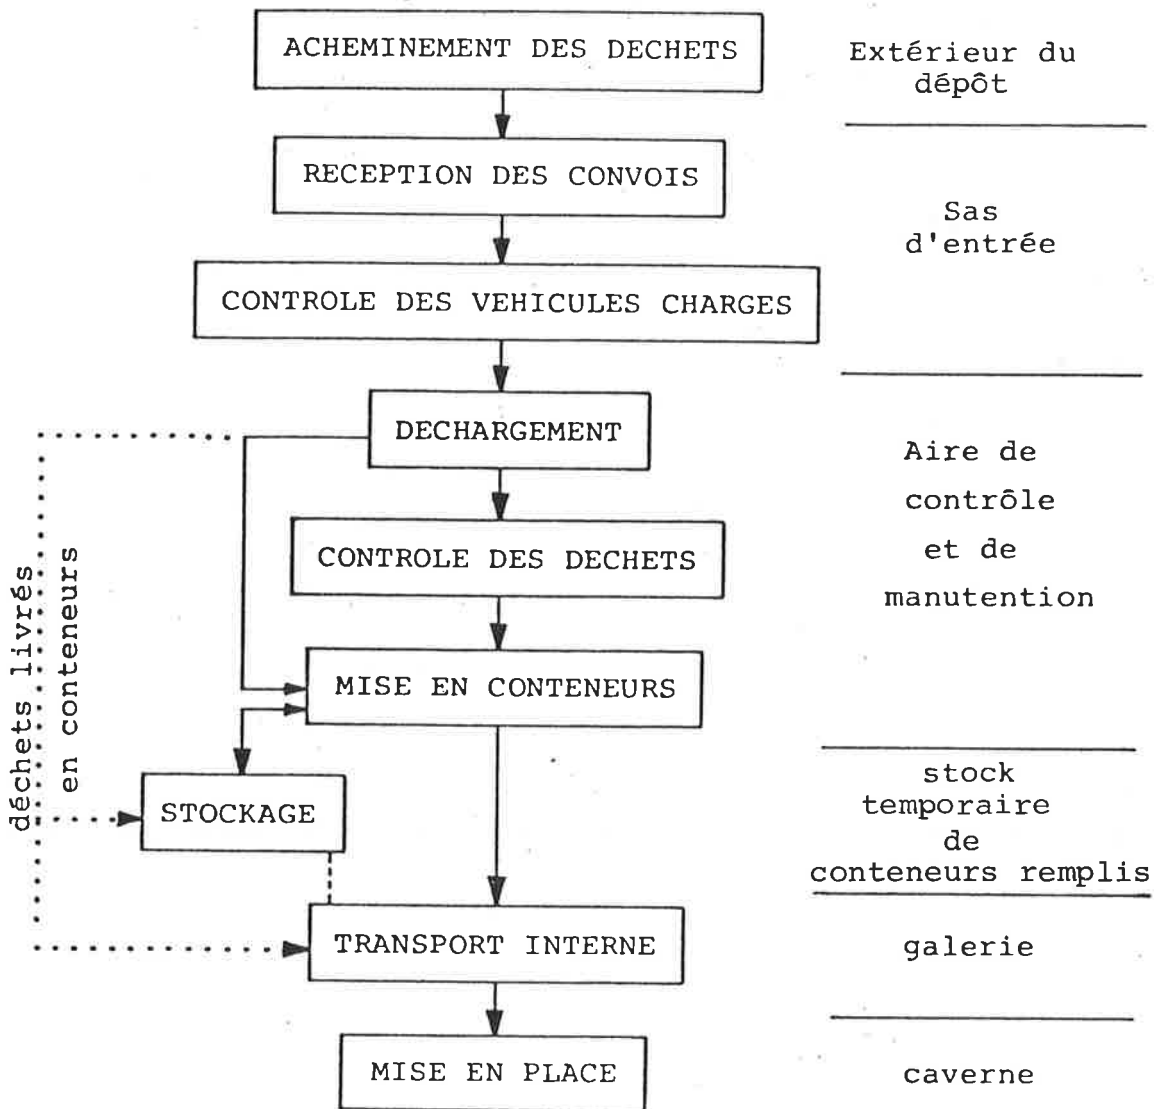 ACHEMINEMENT DES DECHETS
Extérieur du
dépôt
RECEPTION DES CONVOIS
Sas
d'entrée
CONTROLE DES VEHICULES CHARGES
DECHARGEMENT
Aire de
contrôle
et de
manutention
CONTROLE DES DECHETS
MISE EN CONTENEURS
déchets livrés
en conteneurs
STOCKAGE
stock
temporaire
de
conteneurs remplis
TRANSPORT INTERNE
galerie
MISE EN PLACE
caverne